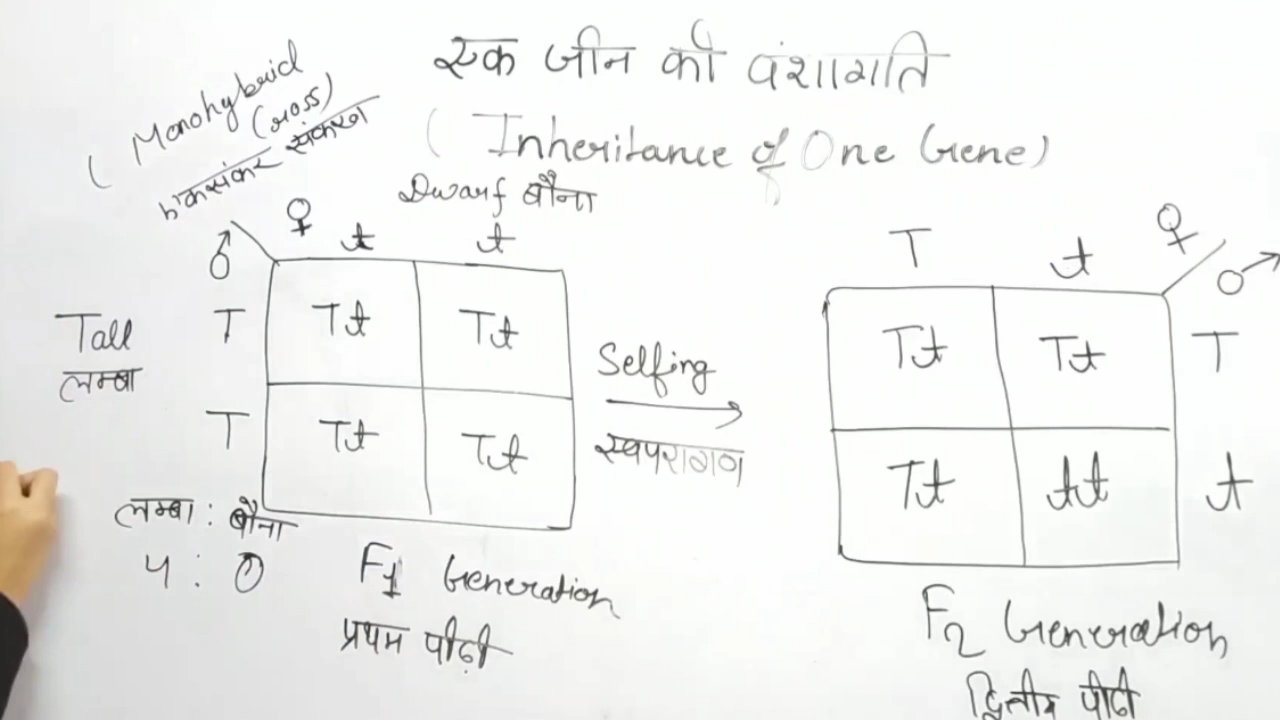 एक जीन की वंशागति
( Inheritance of One Gene)
( Monohybrid
(Cross)
एकसंकर संकरण
Dwarf बौना
♀
♂
t t
Tall
लम्बा
T Tt Tt
T Tt Tt
लम्बा : बौना
4 : 0
F1 Generation
प्रथम पीढ़ी
Selfing
स्वपरागण
♀
♂
T t
Tt Tt T
Tt tt t
F2 Generation
द्वितीय पीढी